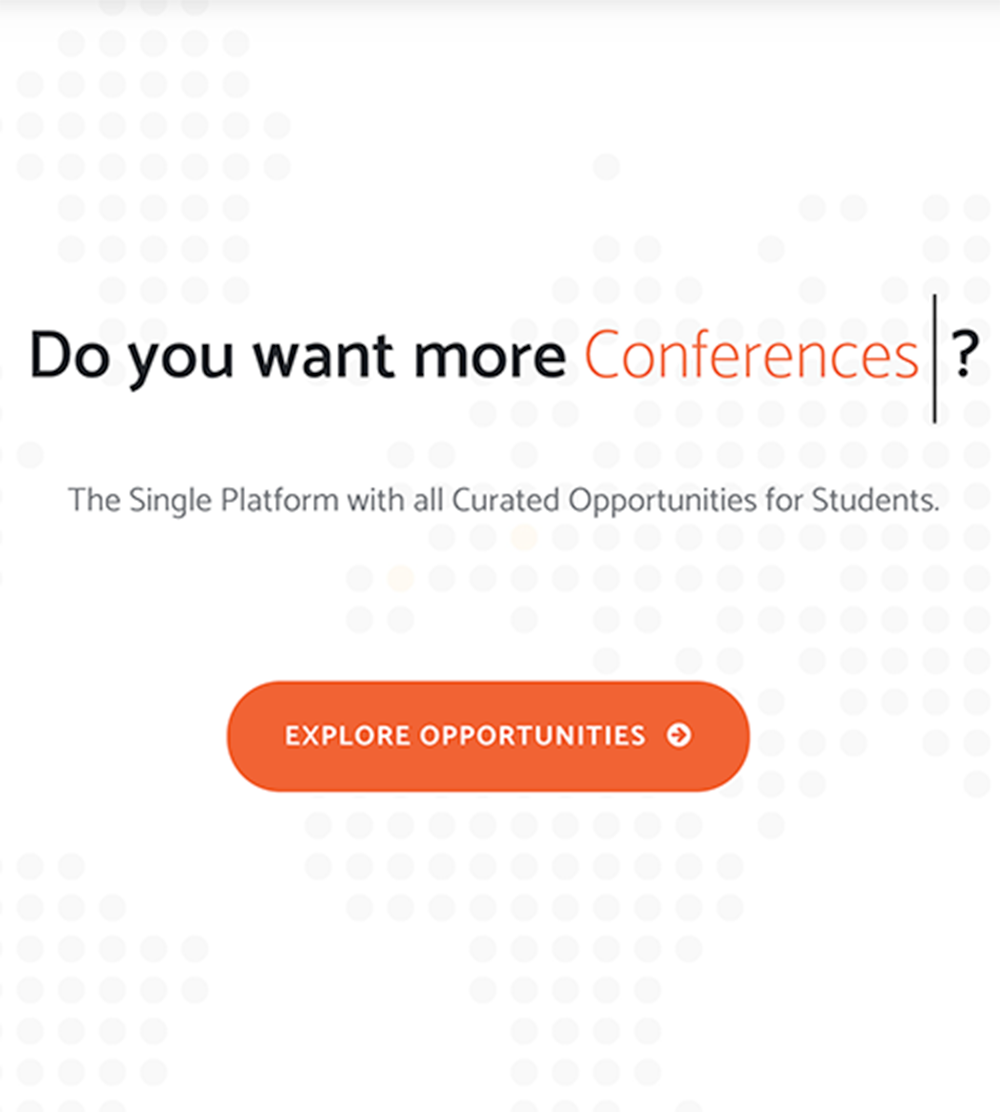 Do you want more Conferences|?
The Single Platform with all Curated Opportunities for Students.
EXPLORE OPPORTUNITIES